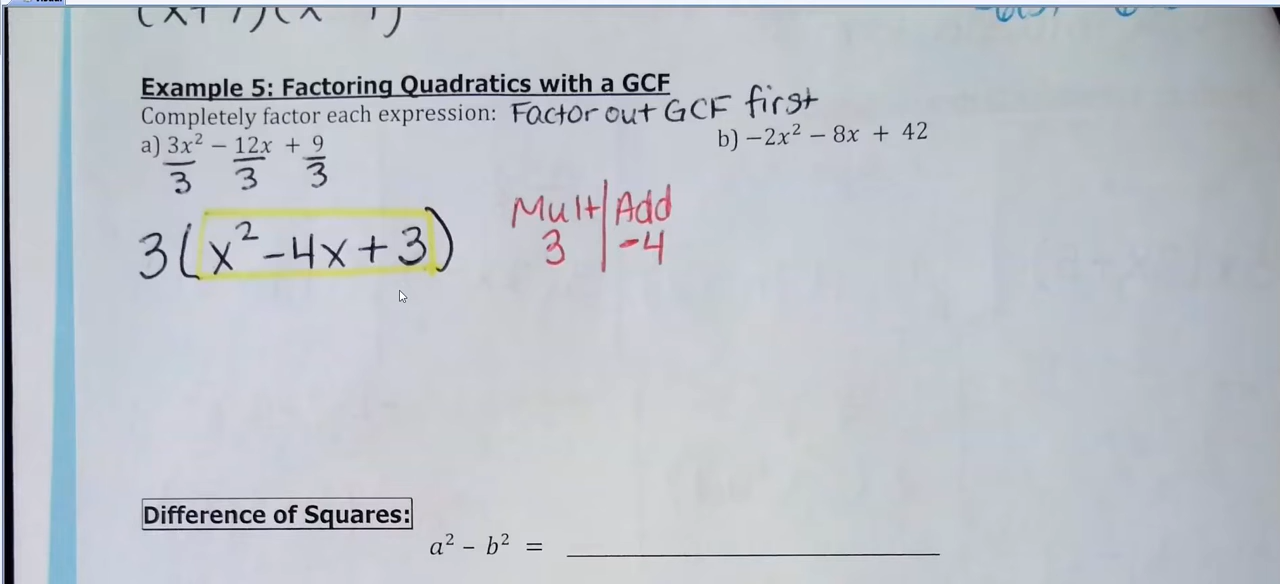 Example 5: Factoring Quadratics with a GCF
Completely factor each expression: Factor out GCF first
a) 3x² − 12x + 9
b) −2x² − 8x + 42
3 3 3
Mult Add
3 -4
3(x²-4x+3)
Difference of Squares:
a² − b² =